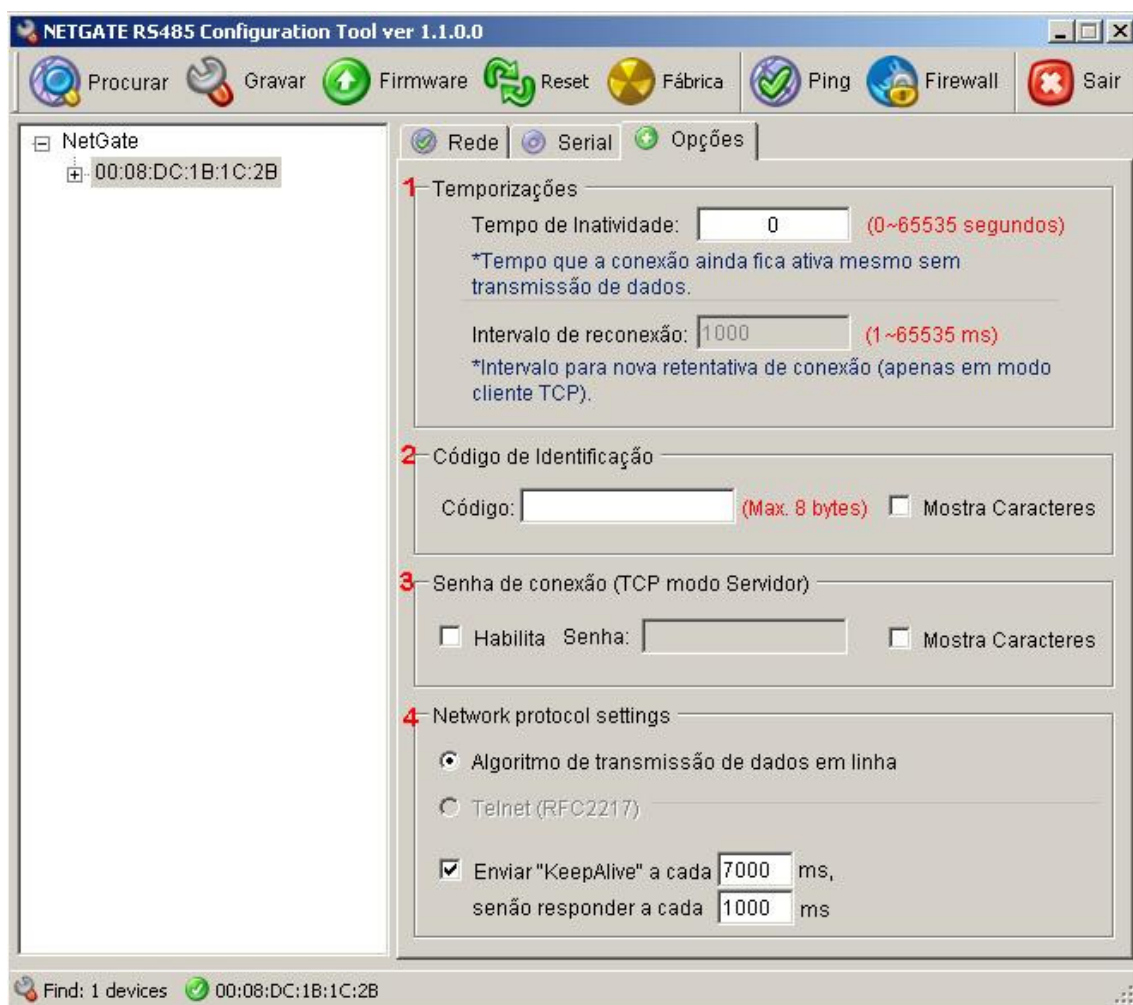 NETGATE RS485 Configuration Tool ver 1.1.0.0
Procurar Gravar Firmware Reset Fábrica Ping Firewall Sair
NetGate
00:08:DC:1B:1C:2B
Rede Serial Opções
1 Temporizações
Tempo de Inatividade: 0 (0~65535 segundos)
*Tempo que a conexão ainda fica ativa mesmo sem
transmissão de dados.
Intervalo de reconexão: 1000 (1~65535 ms)
*Intervalo para nova retentativa de conexão (apenas em modo
cliente TCP).
2 Código de Identificação
Código: (Max. 8 bytes) Mostra Caracteres
3 Senha de conexão (TCP modo Servidor)
Habilita Senha: Mostra Caracteres
4 Network protocol settings
Algoritmo de transmissão de dados em linha
Telnet (RFC2217)
Enviar "KeepAlive" a cada 7000 ms,
senão responder a cada 1000 ms
Find: 1 devices 00:08:DC:1B:1C:2B